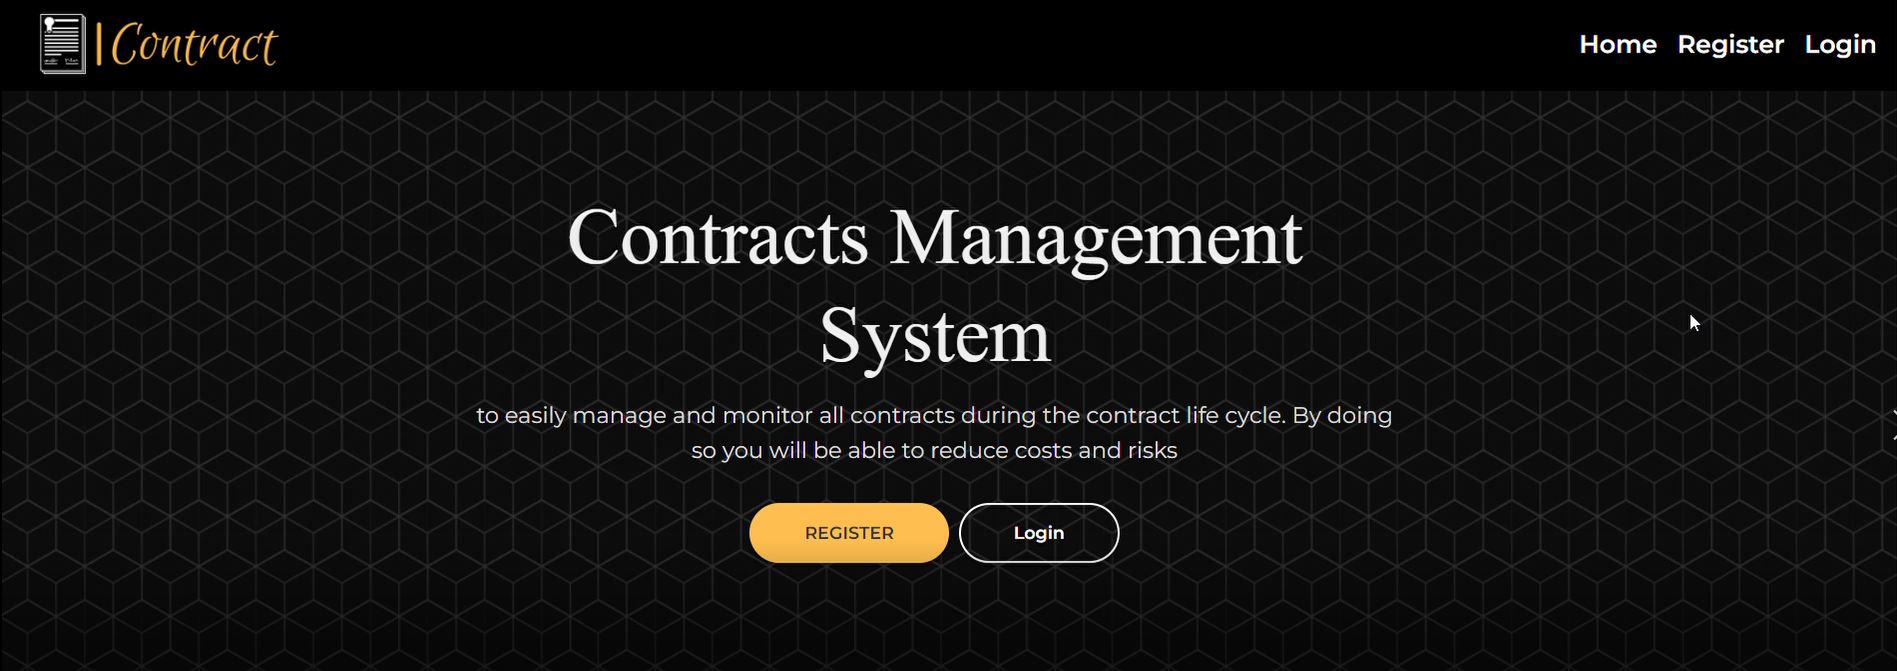 Contract
Home Register Login
Contracts Management
System
to easily manage and monitor all contracts during the contract life cycle. By doing
so you will be able to reduce costs and risks
REGISTER Login